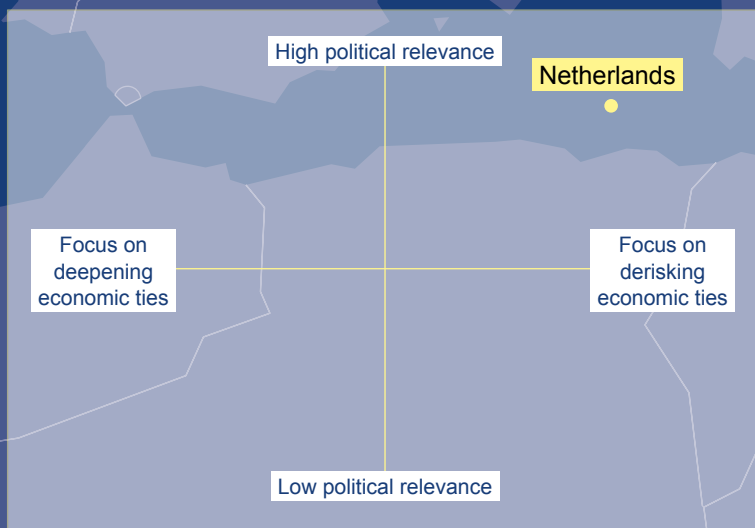 High political relevance
Netherlands
Focus on
deepening
economic ties
Focus on
derisking
economic ties
Low political relevance